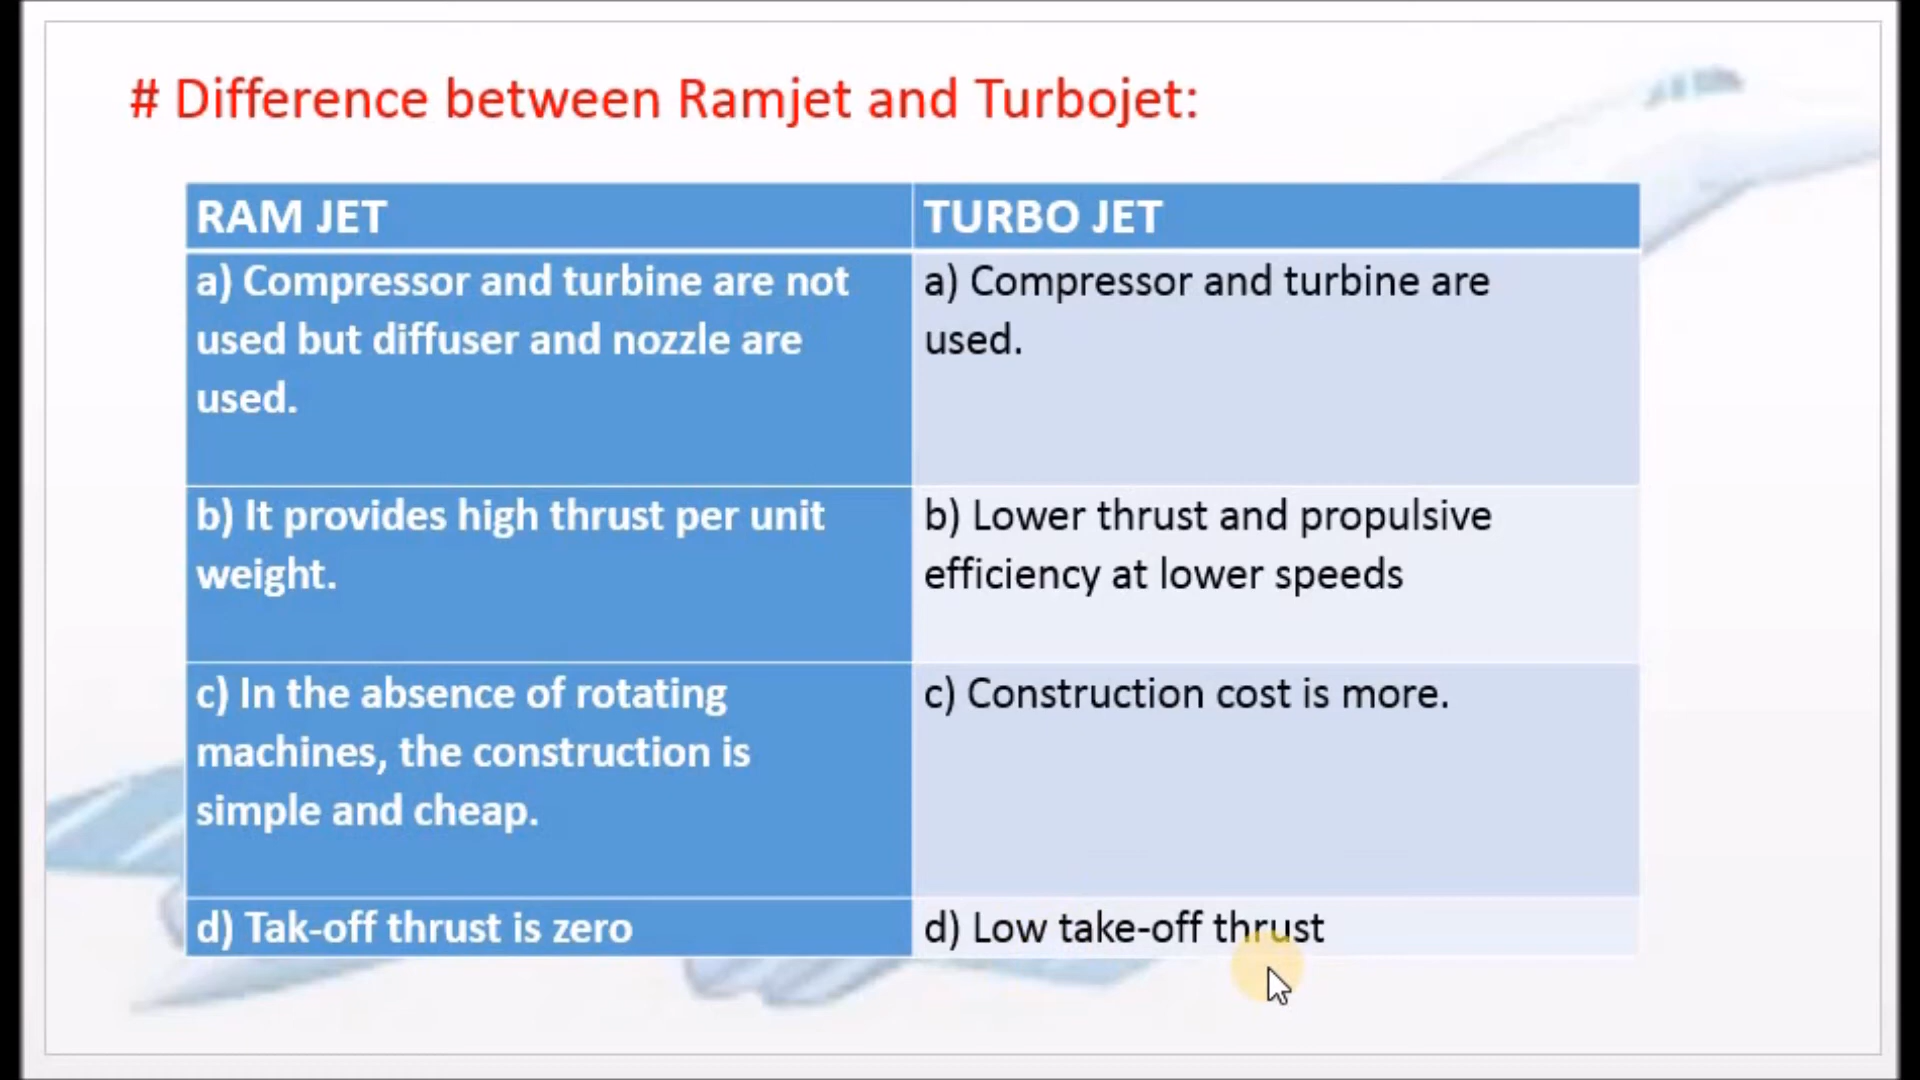 # Difference between Ramjet and Turbojet:
RAM JET
TURBO JET
a) Compressor and turbine are not
used but diffuser and nozzle are
used.
a) Compressor and turbine are
used.
b) It provides high thrust per unit
weight.
b) Lower thrust and propulsive
efficiency at lower speeds
c) In the absence of rotating
machines, the construction is
simple and cheap.
c) Construction cost is more.
d) Tak-off thrust is zero
d) Low take-off thrust